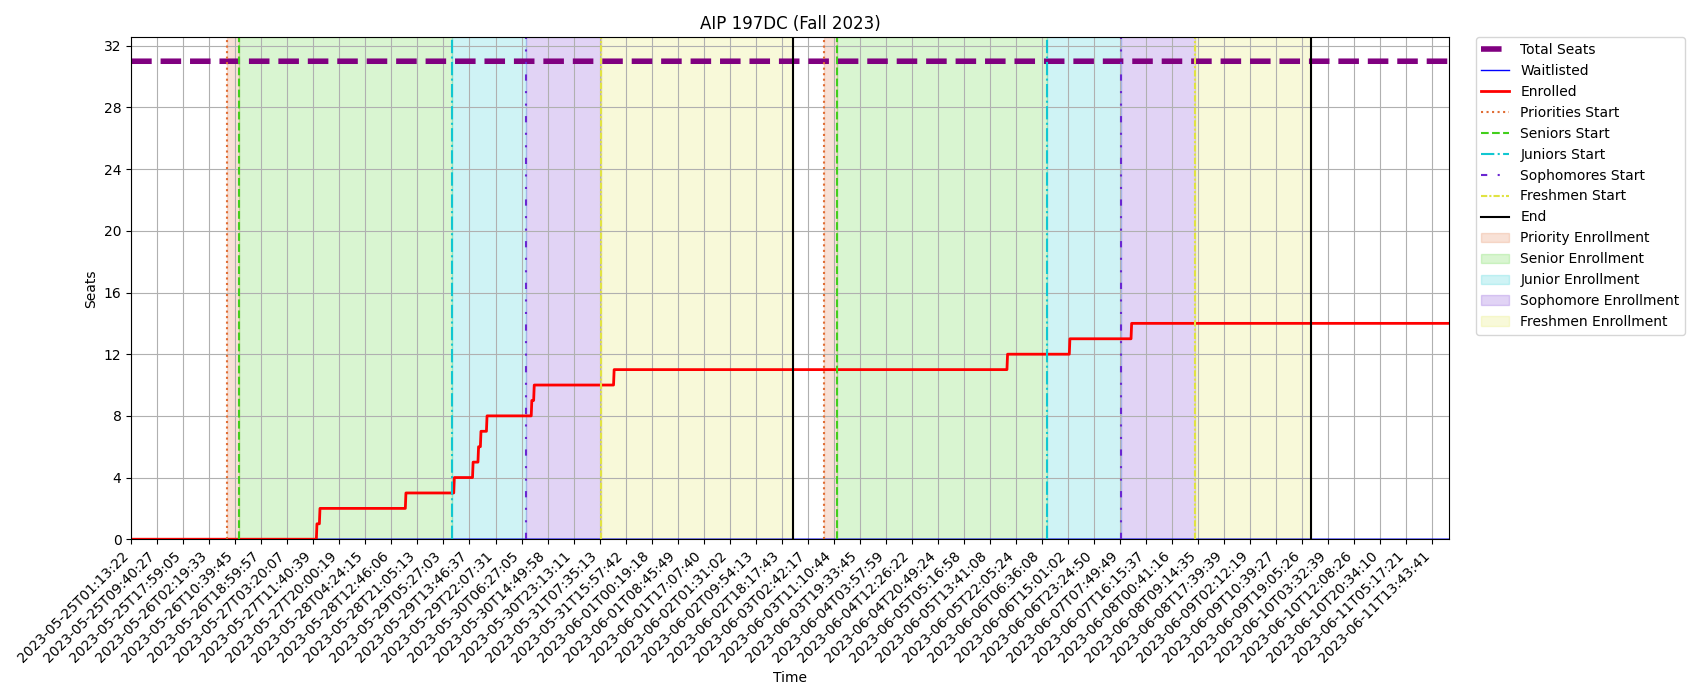 AIP 197DC (Fall 2023)
Seats
32
28
24
20
16
12
8
4
0
2023-05-25T01:13:22
2023-05-25T09:40:27
2023-05-25T17:59:05
2023-05-26T02:19:33
2023-05-26T10:39:45
2023-05-26T18:59:57
2023-05-27T03:20:07
2023-05-27T11:40:39
2023-05-27T20:00:19
2023-05-28T04:24:15
2023-05-28T12:46:06
2023-05-28T21:05:13
2023-05-29T05:27:03
2023-05-29T13:46:37
2023-05-29T22:07:31
2023-05-30T06:27:05
2023-05-30T14:49:58
2023-05-30T23:13:11
2023-05-31T07:35:13
2023-05-31T15:57:42
2023-06-01T00:19:18
2023-06-01T08:45:49
2023-06-01T17:07:40
2023-06-02T01:31:02
2023-06-02T09:54:13
2023-06-02T18:17:43
2023-06-03T02:42:17
2023-06-03T11:10:44
2023-06-03T19:33:45
2023-06-04T03:57:59
2023-06-04T12:26:22
2023-06-04T20:49:24
2023-06-05T05:16:58
2023-06-05T13:41:08
2023-06-05T22:05:24
2023-06-06T06:36:08
2023-06-06T15:01:02
2023-06-06T23:24:50
2023-06-07T07:49:49
2023-06-07T16:15:37
2023-06-08T00:41:16
2023-06-08T09:14:35
2023-06-08T17:39:39
2023-06-09T02:12:19
2023-06-09T10:39:27
2023-06-09T19:05:26
2023-06-10T03:32:39
2023-06-10T12:08:26
2023-06-10T20:34:10
2023-06-11T05:17:21
2023-06-11T13:43:41
Time
Total Seats
Waitlisted
Enrolled
Priorities Start
Seniors Start
Juniors Start
Sophomores Start
Freshmen Start
End
Priority Enrollment
Senior Enrollment
Junior Enrollment
Sophomore Enrollment
Freshmen Enrollment